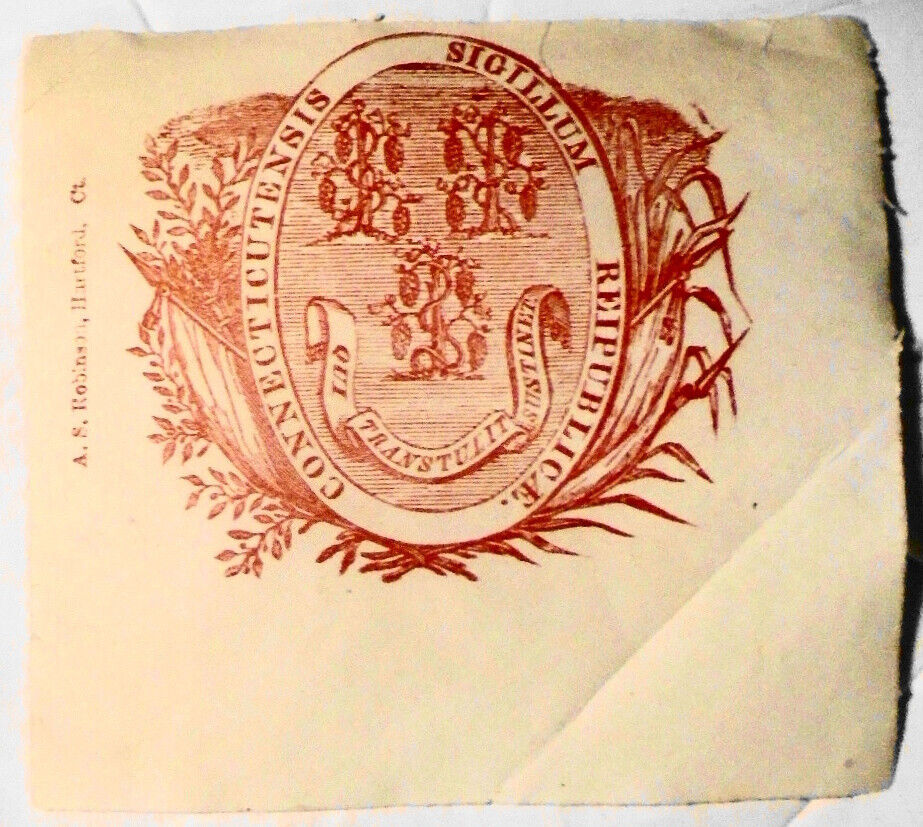 SIGILLUM REIPUBLICÆ. CONNECTICUTENSIS
QUI TRANSTULIT SUSTINET
A. S. Robinson, Hartford, Ct.